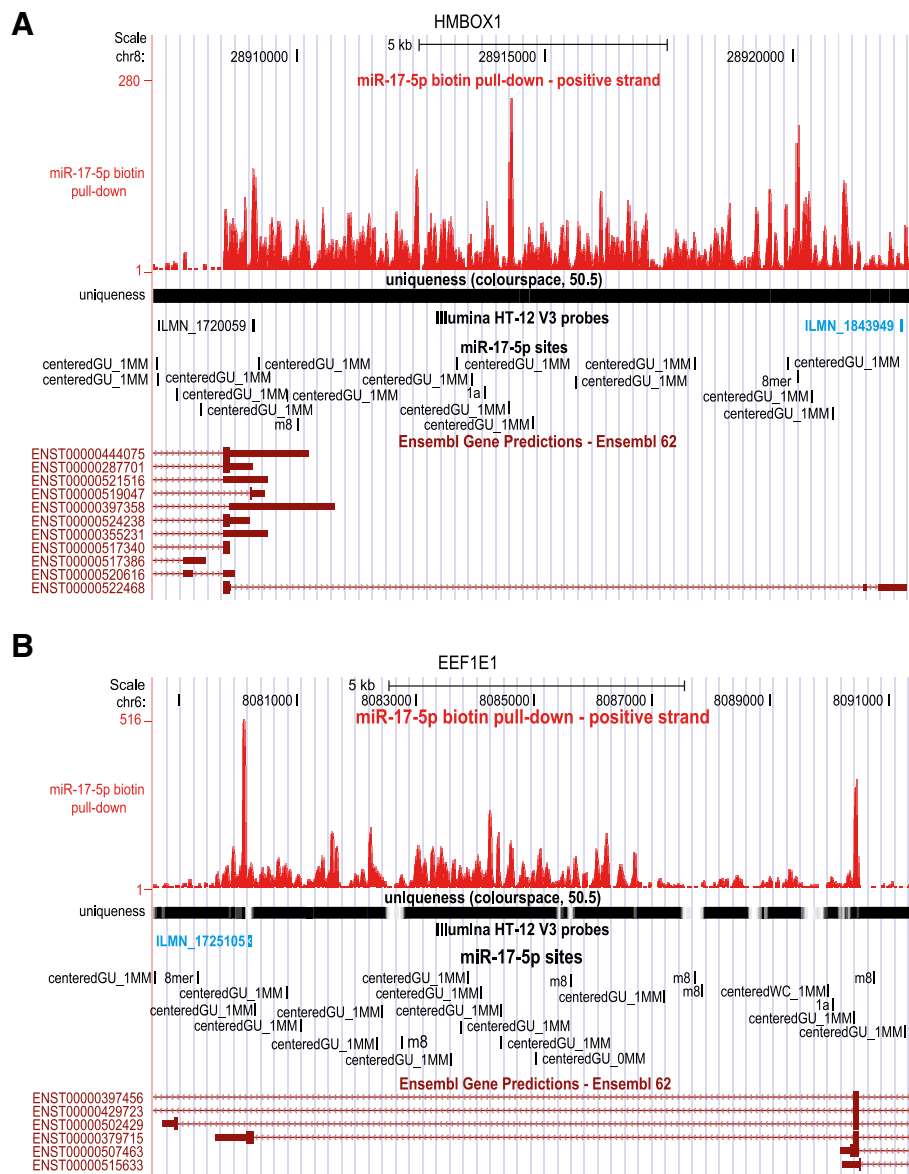 A
HMBOX1
Scale
5 kb
chr8:
28910000
28915000
28920000
280
miR-17-5p biotin pull-down - positive strand
miR-17-5p biotin
pull-down
1
uniqueness (colourspace, 50.5)
uniqueness
Illumina HT-12 V3 probes
ILMN_1720059
ILMN_1843949
miR-17-5p sites
centeredGU_1MM
centeredGU_1MM
centeredGU_1MM
centeredGU_1MM
centeredGU_1MM
centeredGU_1MM
centeredGU_1MM
centeredGU_1MM
centeredGU_1MM
8mer
centeredGU_1MM
centeredGU_1MM
1a
centeredGU_1MM
centeredGU_1MM
centeredGU_1MM
centeredGU_1MM
m8
centeredGU_1MM
Ensembl Gene Predictions - Ensembl 62
ENST00000444075
ENST00000287701
ENST00000521516
ENST00000519047
ENST00000397358
ENST00000524238
ENST00000355231
ENST00000517340
ENST00000517386
ENST00000520616
ENST00000522468
B
EEF1E1
Scale
5 kb
chr6:
8081000
8083000
8085000
8087000
8089000
8091000
516
miR-17-5p biotin pull-down - positive strand
miR-17-5p biotin
pull-down
1
uniqueness (colourspace, 50.5)
uniqueness
Illumina HT-12 V3 probes
ILMN_1725105
miR-17-5p sites
centeredGU_1MM
8mer
centeredGU_1MM
m8
m8
m8
centeredGU_1MM
centeredGU_1MM
centeredGU_1MM
m8
centeredWC_1MM
centeredGU_1MM
centeredGU_1MM
centeredGU_1MM
1a
centeredGU_1MM
centeredGU_1MM
centeredGU_1MM
centeredGU_1MM
centeredGU_1MM
m8
centeredGU_1MM
centeredGU_1MM
centeredGU_0MM
Ensembl Gene Predictions - Ensembl 62
ENST00000397456
ENST00000429723
ENST00000502429
ENST00000379715
ENST00000507463
ENST00000515633